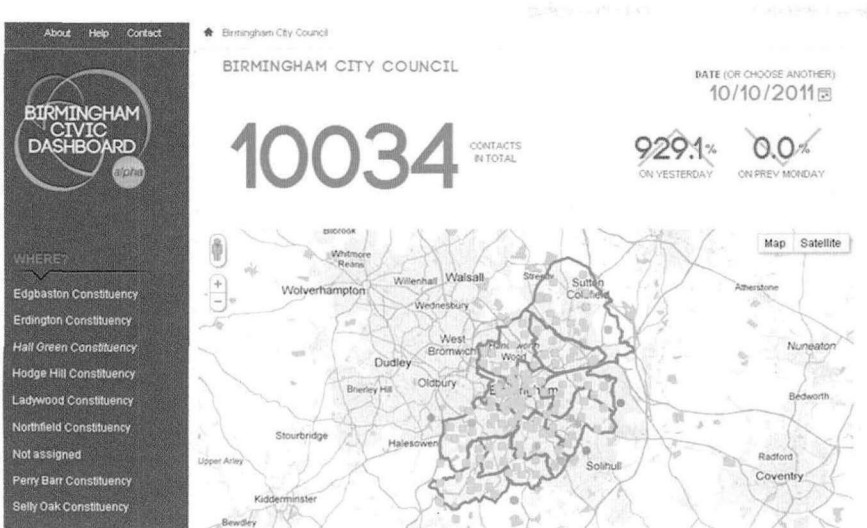 About Help Contact
Birmingham City Council
BIRMINGHAM CITY COUNCIL
DATE (OR CHOOSE ANOTHER)
10/10/2011
BIRMINGHAM
CIVIC
DASHBOARD
alpha
10034
CONTACTS
IN TOTAL
929.1%
ON YESTERDAY
0.0%
ON PREV MONDAY
WHERE?
Edgbaston Constituency
Erdington Constituency
Hall Green Constituency
Hodge Hill Constituency
Ladywood Constituency
Northfield Constituency
Not assigned
Perry Barr Constituency
Selly Oak Constituency
Map Satellite
Bilbrook
Whitmore
Reans
Wolverhampton
Willenhall
Walsall
Sutton
Coldfield
Atherstone
Wednesbury
West
Bromwich
Wood
Nuneaton
Dudley
Brierley Hill
Oldbury
Bedworth
Stourbridge
Halesowen
Solihull
Upper Arley
Radford
Coventry
Kidderminster
Bewdley